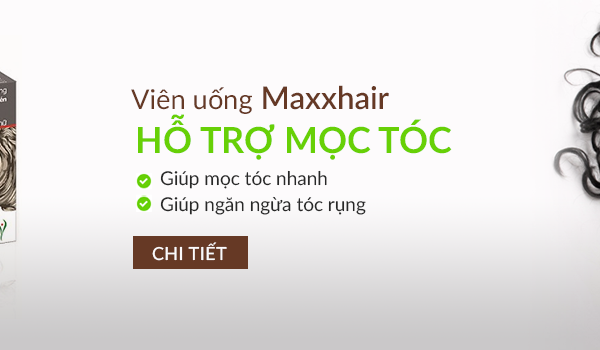 Viên uống Maxxhair
HỖ TRỢ MỌC TÓC
Giúp mọc tóc nhanh
Giúp ngăn ngừa tóc rụng
CHI TIẾT